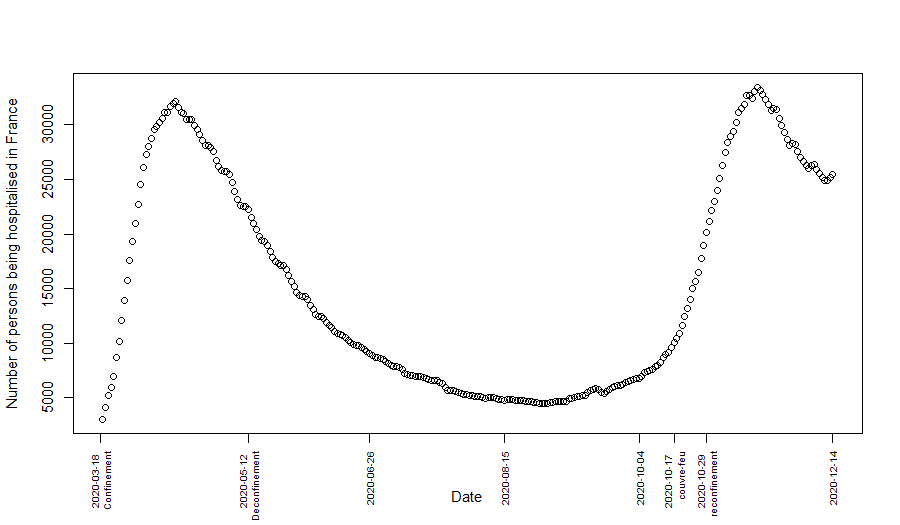 Number of persons being hospitalised in France
30000
25000
20000
15000
10000
5000
2020-03-18
Confinement
2020-05-12
Deconfinement
2020-06-26
2020-08-15
2020-10-04
2020-10-17
couvre-feu
2020-10-29
reconfinement
2020-12-14
Date